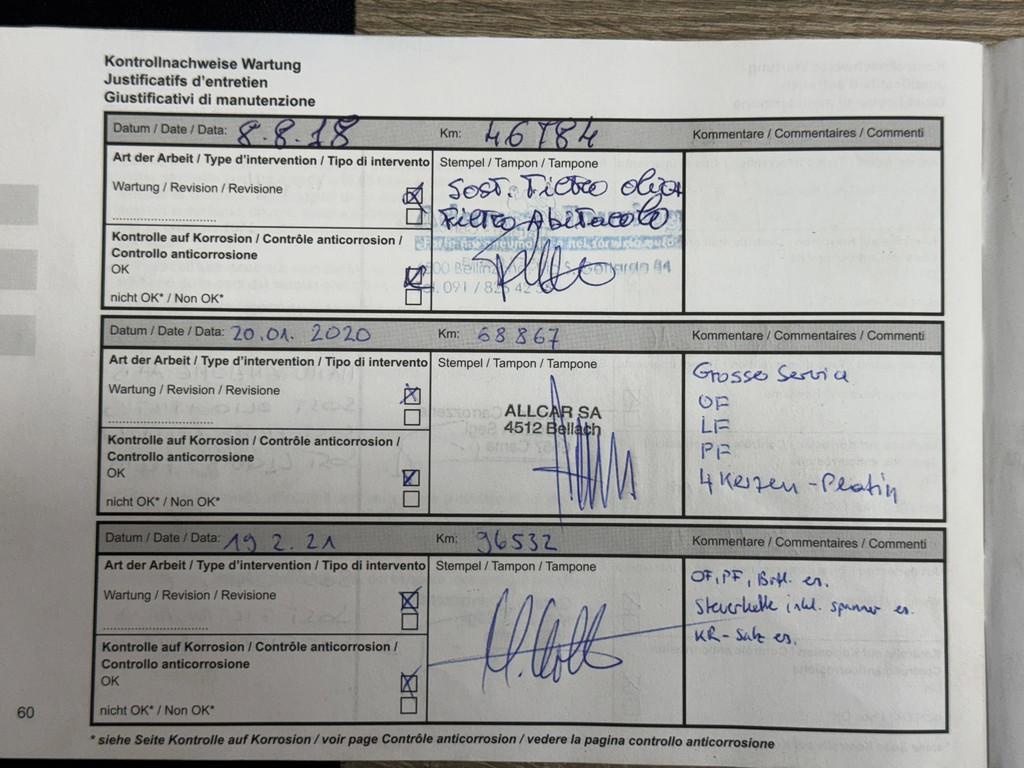 Kontrollnachweise Wartung
Justificatifs d'entretien
Giustificativi di manutenzione
Datum / Date / Data: 8.8.18 Km: 46784 Kommentare / Commentaires / Commenti
Art der Arbeit / Type d'intervention / Tipo di intervento Stempel / Tampon / Tampone
Wartung / Revision / Revisione
Sost. Filtro olio
Filtro Abitacolo
Kontrolle auf Korrosion / Contrôle anticorrosion /
Controllo anticorrosione
OK
nicht OK* / Non OK*
Datum / Date / Data: 20.01. 2020 Km: 68867 Kommentare / Commentaires / Commenti
Art der Arbeit / Type d'intervention / Tipo di intervento Stempel / Tampon / Tampone
Wartung / Revision / Revisione
Kontrolle auf Korrosion / Contrôle anticorrosion /
Controllo anticorrosione
OK
nicht OK* / Non OK*
ALLCAR SA
4512 Bellach
Grosse Service
OF
LF
PF
4 Kerzen - Platin
Datum / Date / Data: 19 2. 21 Km: 96532 Kommentare / Commentaires / Commenti
Art der Arbeit / Type d'intervention / Tipo di intervento Stempel / Tampon / Tampone
Wartung / Revision / Revisione
Kontrolle auf Korrosion / Contrôle anticorrosion /
Controllo anticorrosione
OK
nicht OK* / Non OK*
OF, PF, er.
Steuerkette inkl. spanner er.
KR-Satz er.
60
* siehe Seite Kontrolle auf Korrosion / voir page Contrôle anticorrosion / vedere la pagina controllo anticorrosione